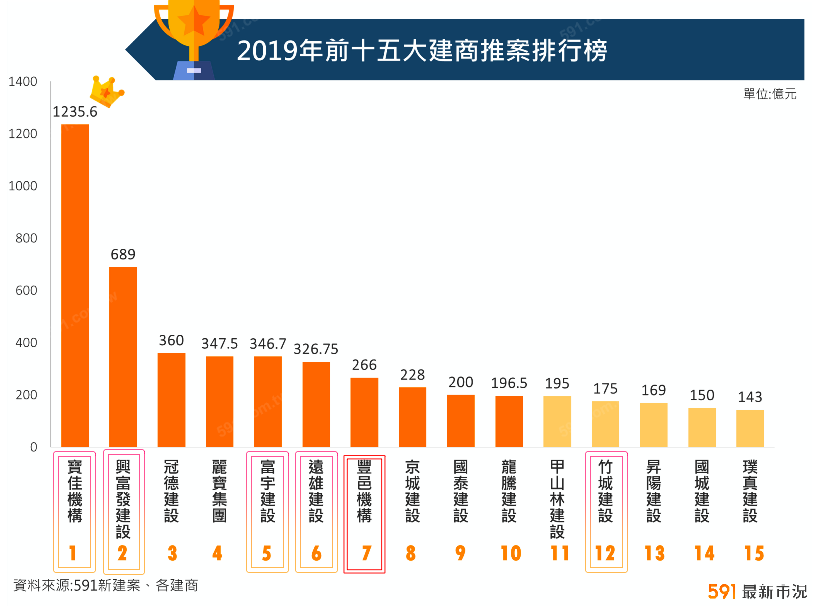 2019年前十五大建商推案排行榜
單位:億元
1400
1200
1000
800
600
400
200
0
1235.6
689
360
347.5
346.7
326.75
266
228
200
196.5
195
175
169
150
143
寶佳機構
興富發建設
冠德建設
麗寶集團
富宇建設
遠雄建設
豐邑機構
京城建設
國泰建設
龍騰建設
甲山林建設
竹城建設
昇陽建設
國城建設
璞真建設
1 2 3 4 5 6 7 8 9 10 11 12 13 14 15
資料來源:591新建案、各建商
591 最新市況
591.com.tw